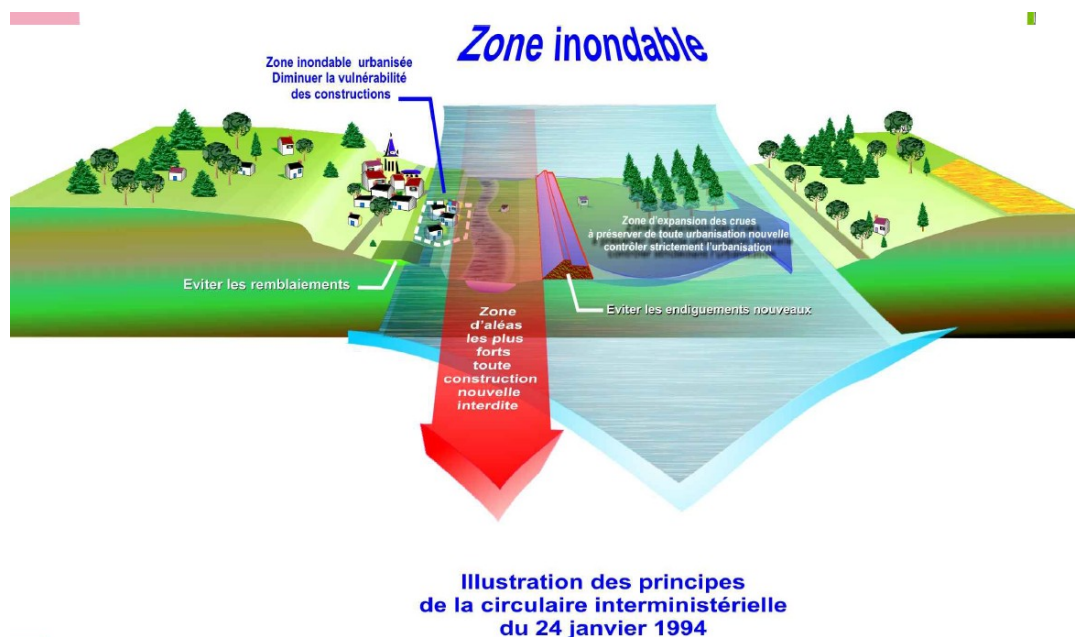 Zone inondable
Zone inondable urbanisée
Diminuer la vulnérabilité
des constructions
Zone d'expansion des crues
à préserver de toute urbanisation nouvelle
contrôler strictement l'urbanisation
Eviter les remblaiements
Eviter les endiguements nouveaux
Zone
d'aléas
les plus
forts
toute
construction
nouvelle
interdite
Illustration des principes
de la circulaire interministérielle
du 24 janvier 1994